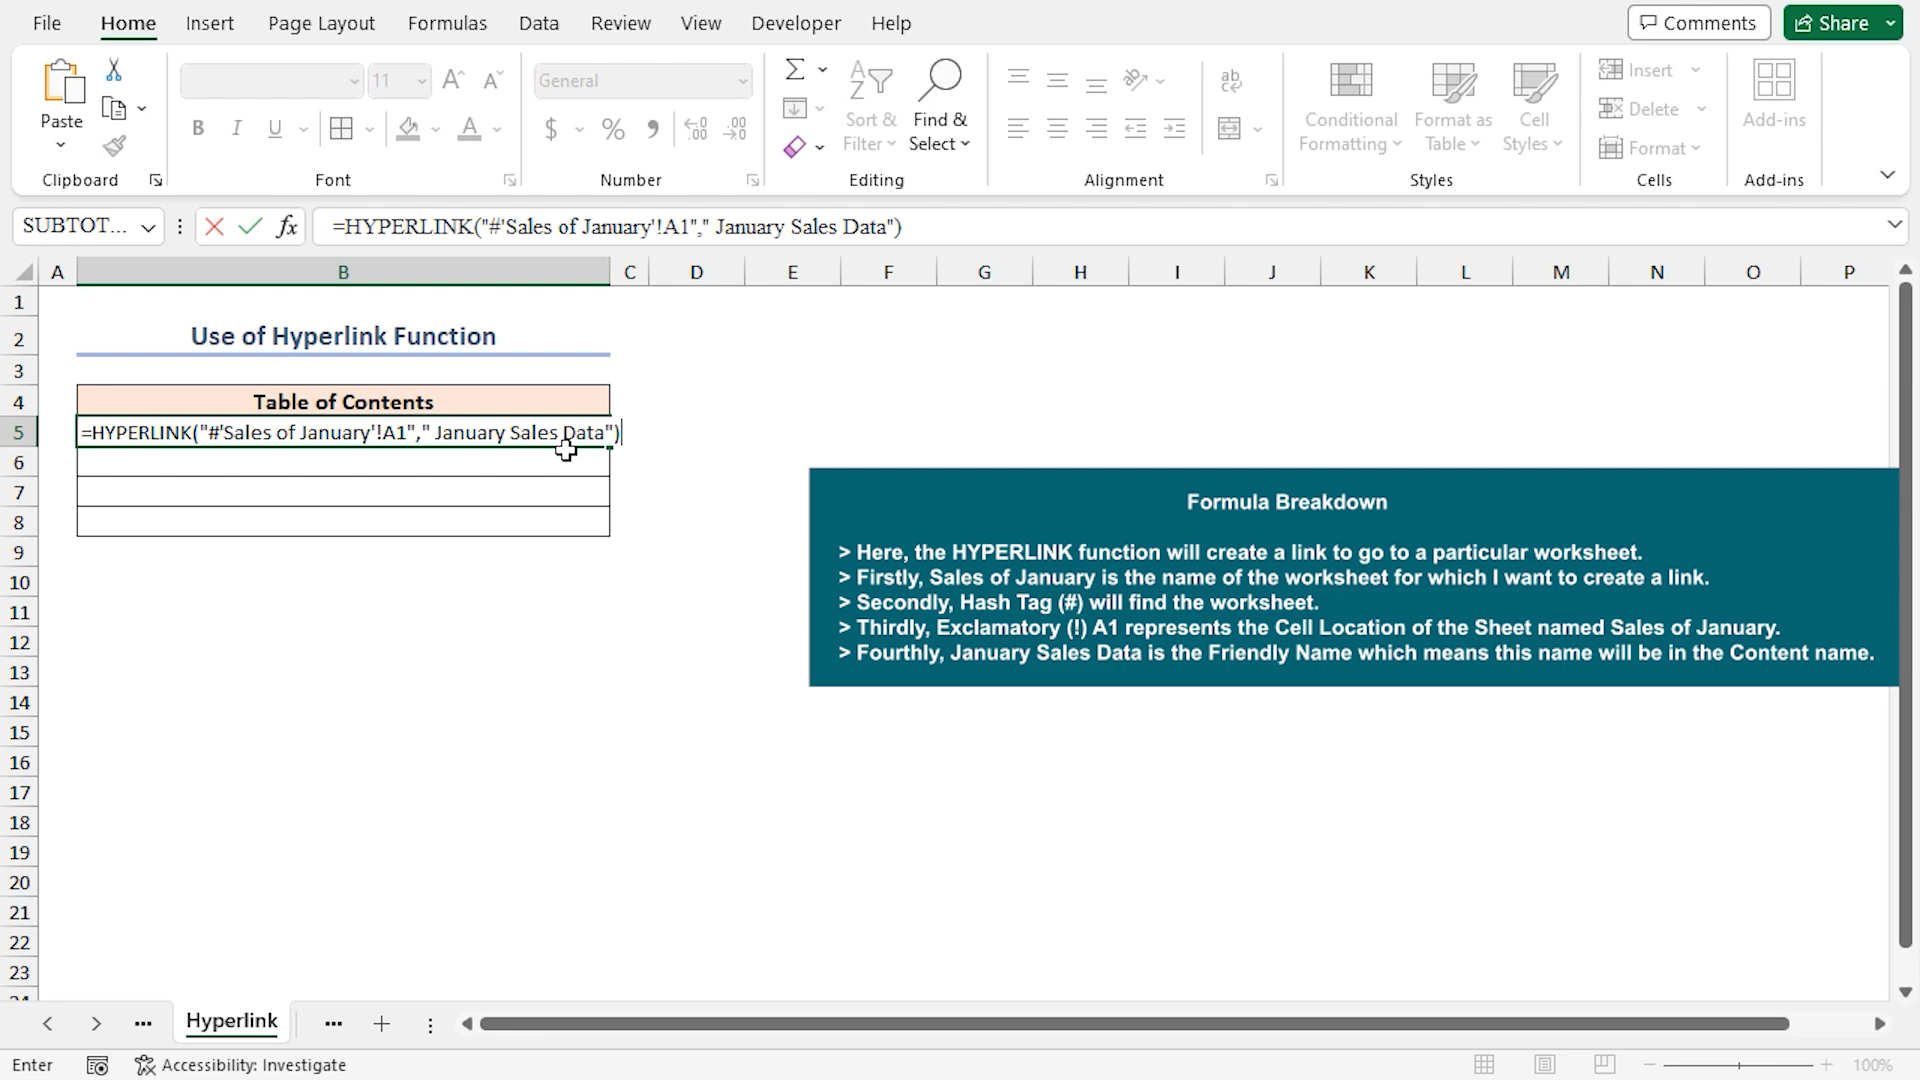 File Home Insert Page Layout Formulas Data Review View Developer Help Comments Share
11 General ab
Paste B I U $ % Sort & Filter Find & Select Conditional Formatting Format as Table Cell Styles Insert Delete Format Add-ins
Clipboard Font Number Editing Alignment Styles Cells Add-ins
SUBTOT... fx =HYPERLINK("#'Sales of January'!A1"," January Sales Data")
A B C D E F G H I J K L M N O P
1
2 Use of Hyperlink Function
3
4 Table of Contents
5 =HYPERLINK("#'Sales of January'!A1"," January Sales Data")
6
7
8
9
10
11
12
13
14
15
16
17
18
19
20
21
22
23
24
Formula Breakdown
> Here, the HYPERLINK function will create a link to go to a particular worksheet.
> Firstly, Sales of January is the name of the worksheet for which I want to create a link.
> Secondly, Hash Tag (#) will find the worksheet.
> Thirdly, Exclamatory (!) A1 represents the Cell Location of the Sheet named Sales of January.
> Fourthly, January Sales Data is the Friendly Name which means this name will be in the Content name.
... Hyperlink ...
Enter Accessibility: Investigate 100%